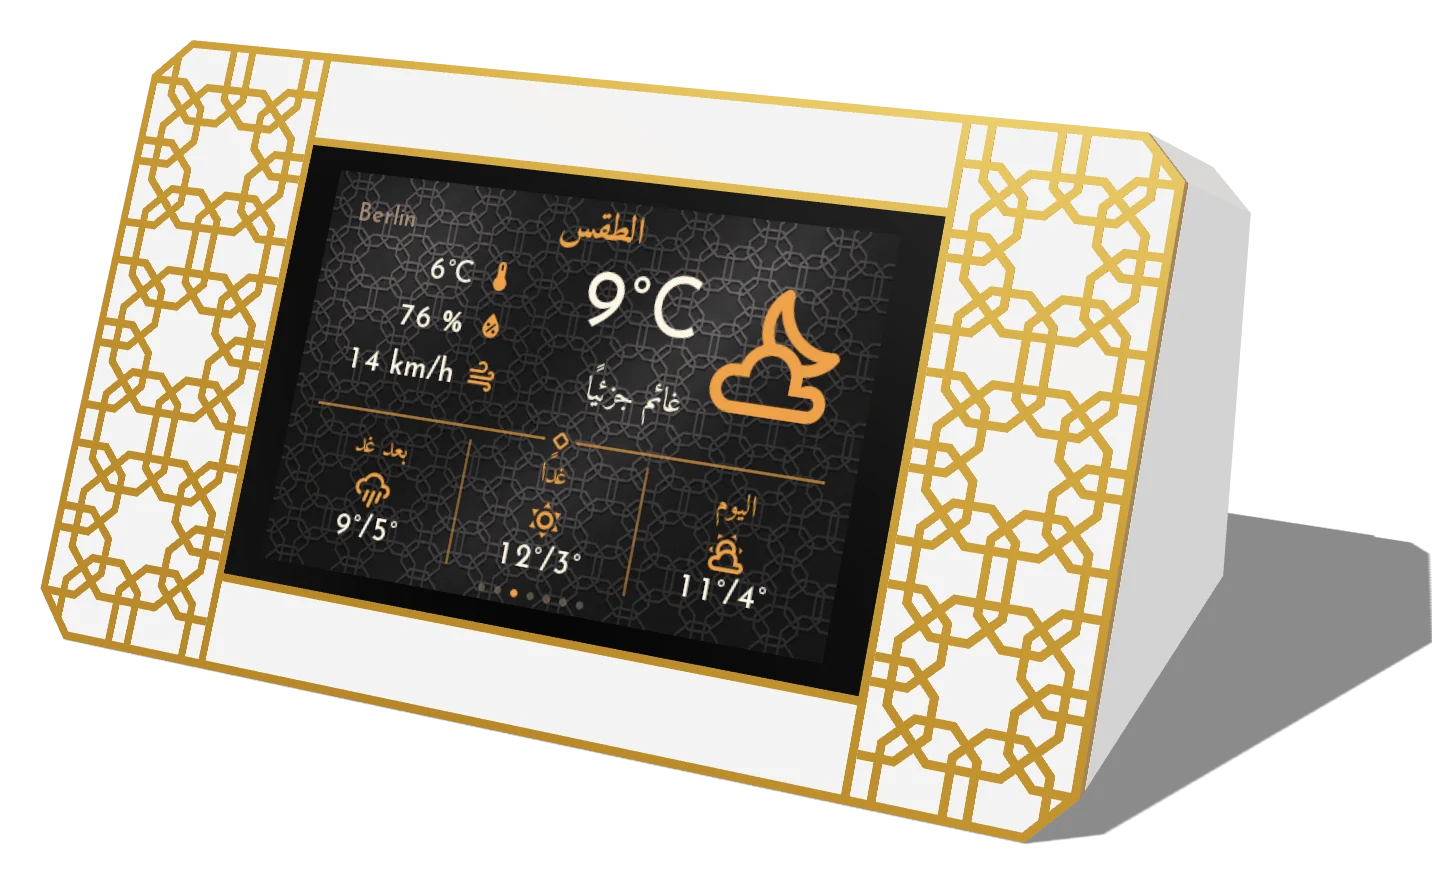 الطقس
Berlin
9°C
غائم جزئيًا
6°C
76 %
14 km/h
اليوم
11°/4°
غدًا
12°/3°
بعد غد
9°/5°